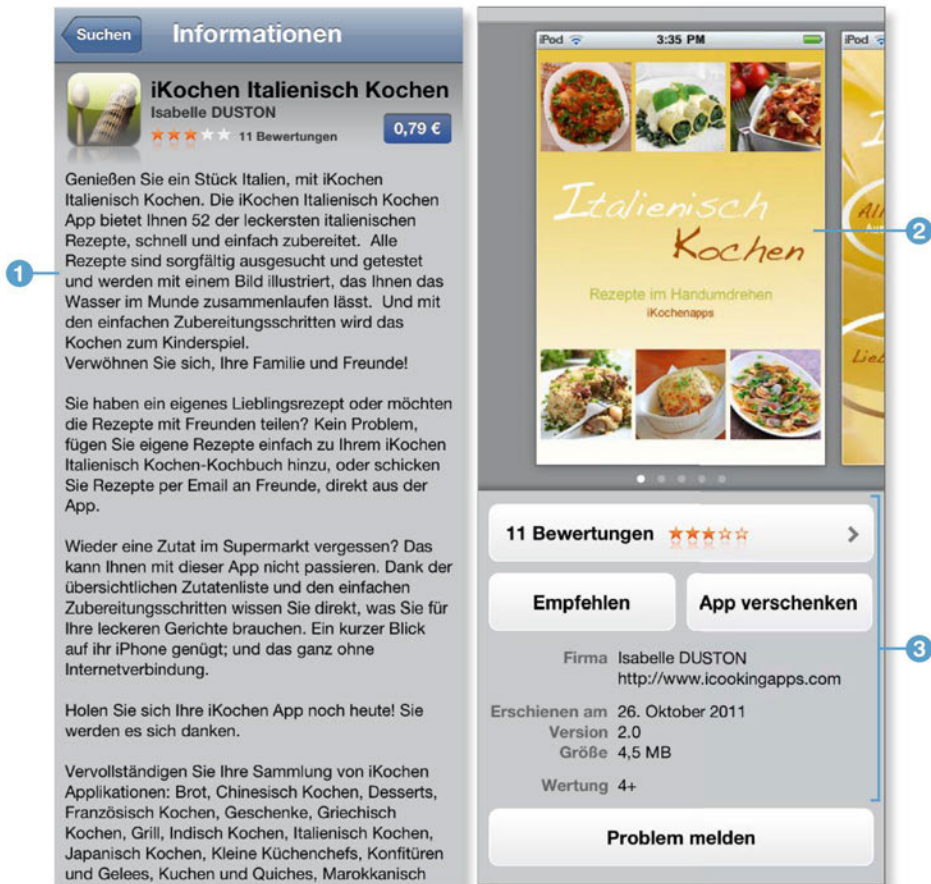 Suchen
Informationen
iKochen Italienisch Kochen
Isabelle DUSTON
11 Bewertungen
0,79 €
Genießen Sie ein Stück Italien, mit iKochen
Italienisch Kochen. Die iKochen Italienisch Kochen
App bietet Ihnen 52 der leckersten italienischen
Rezepte, schnell und einfach zubereitet. Alle
Rezepte sind sorgfältig ausgesucht und getestet
und werden mit einem Bild illustriert, das Ihnen das
Wasser im Munde zusammenlaufen lässt. Und mit
den einfachen Zubereitungsschritten wird das
Kochen zum Kinderspiel.
Verwöhnen Sie sich, Ihre Familie und Freunde!
Sie haben ein eigenes Lieblingsrezept oder möchten
die Rezepte mit Freunden teilen? Kein Problem,
fügen Sie eigene Rezepte einfach zu Ihrem iKochen
Italienisch Kochen-Kochbuch hinzu, oder schicken
Sie Rezepte per Email an Freunde, direkt aus der
App.
Wieder eine Zutat im Supermarkt vergessen? Das
kann Ihnen mit dieser App nicht passieren. Dank der
übersichtlichen Zutatenliste und den einfachen
Zubereitungsschritten wissen Sie direkt, was Sie für
Ihre leckeren Gerichte brauchen. Ein kurzer Blick
auf ihr iPhone genügt; und das ganz ohne
Internetverbindung.
Holen Sie sich Ihre iKochen App noch heute! Sie
werden es sich danken.
Vervollständigen Sie Ihre Sammlung von iKochen
Applikationen: Brot, Chinesisch Kochen, Desserts,
Französisch Kochen, Geschenke, Griechisch
Kochen, Grill, Indisch Kochen, Italienisch Kochen,
Japanisch Kochen, Kleine Küchenchefs, Konfitüren
und Gelees, Kuchen und Quiches, Marokkanisch
1
iPod 3:35 PM
iPod
Italienisch
Kochen
Rezepte im Handumdrehen
iKochenapps
2
11 Bewertungen
Empfehlen
App verschenken
Firma Isabelle DUSTON
http://www.icookingapps.com
Erschienen am 26. Oktober 2011
Version 2.0
Größe 4,5 MB
Wertung 4+
Problem melden
3